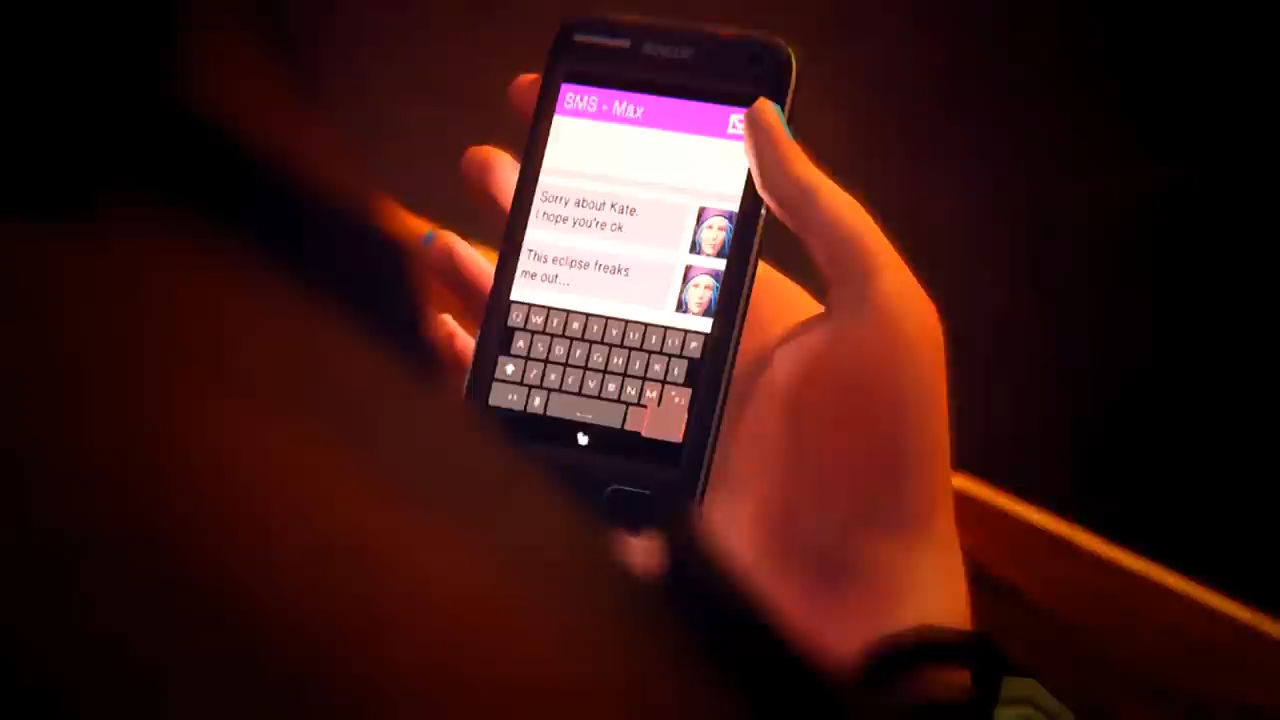 SMS - Max
Sorry about Kate.
I hope you're ok
This eclipse freaks
me out...
Q W E R T Y U I O P
A S D F G H J K L
Z X C V B N M